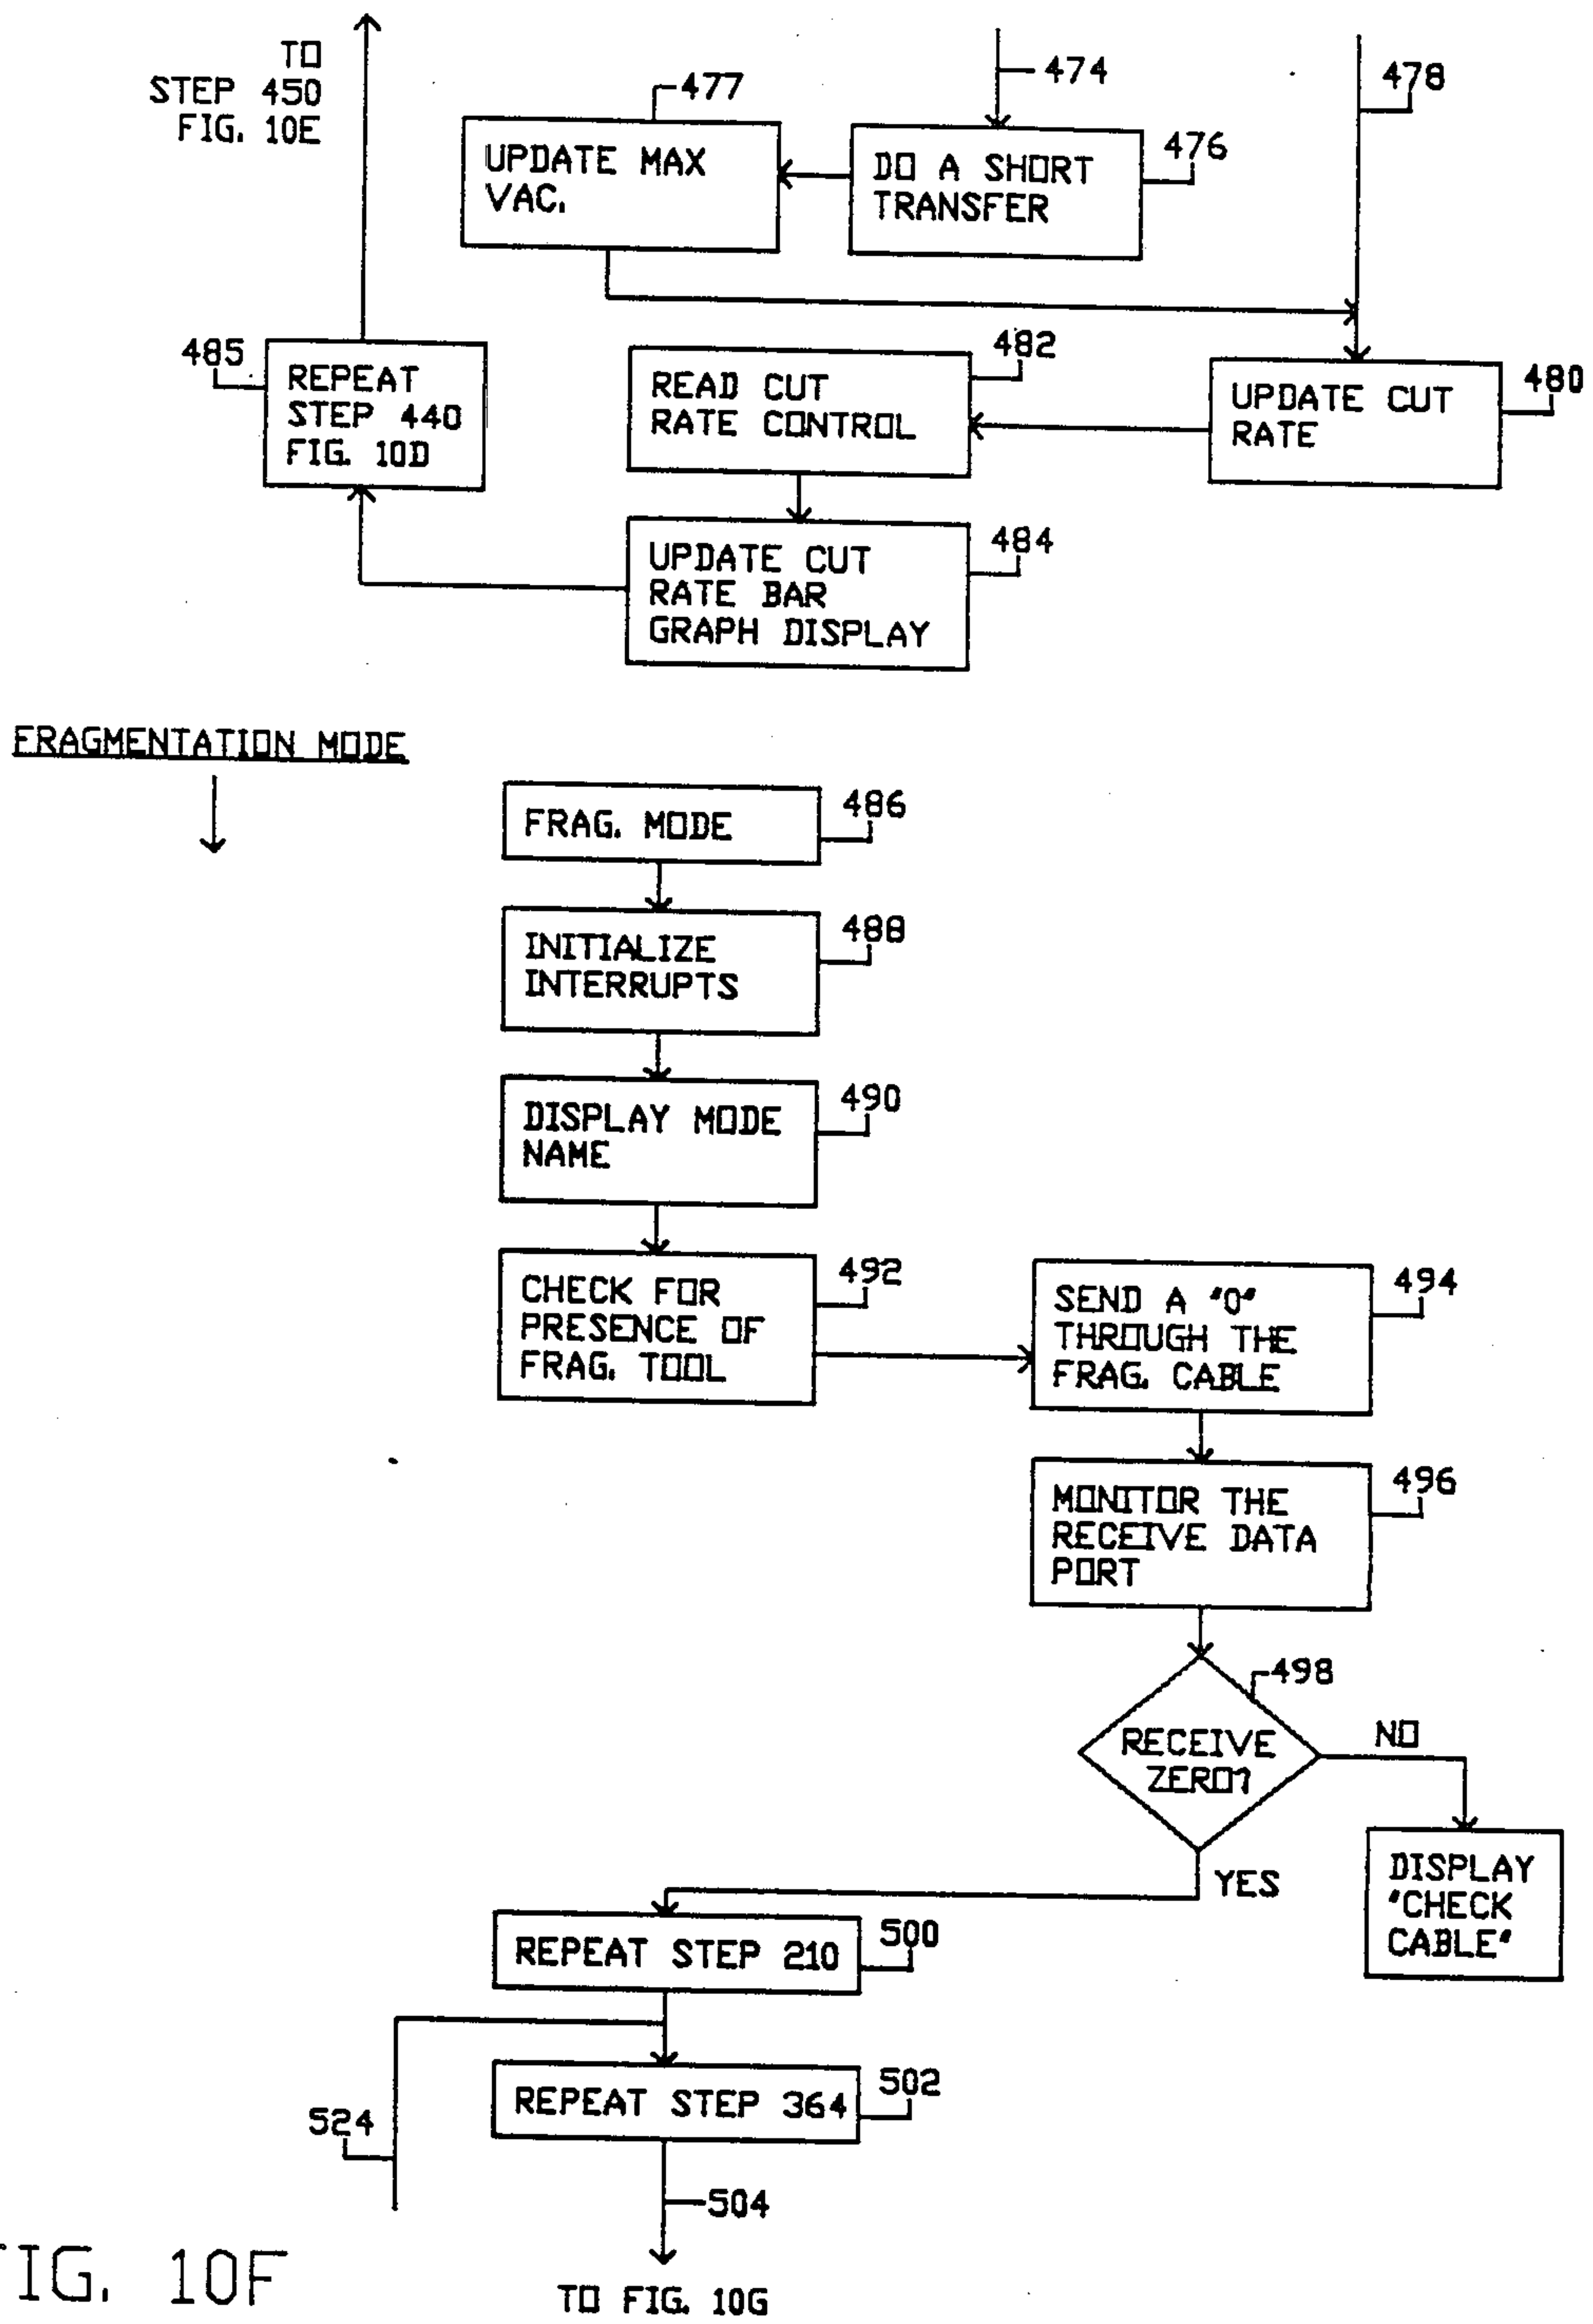 TO
STEP 450
FIG. 10E
477
474
478
UPDATE MAX
VAC.
DO A SHORT
TRANSFER
476
485
REPEAT
STEP 440
FIG. 10D
READ CUT
RATE CONTROL
482
UPDATE CUT
RATE
480
UPDATE CUT
RATE BAR
GRAPH DISPLAY
484
FRAGMENTATION MODE
FRAG. MODE
486
INITIALIZE
INTERRUPTS
488
DISPLAY MODE
NAME
490
CHECK FOR
PRESENCE OF
FRAG. TOOL
492
SEND A "0"
THROUGH THE
FRAG. CABLE
494
MONITOR THE
RECEIVE DATA
PORT
496
498
RECEIVE
ZERO?
NO
YES
DISPLAY
"CHECK
CABLE"
REPEAT STEP 210
500
REPEAT STEP 364
502
524
504
TO FIG. 10G
IG. 10F